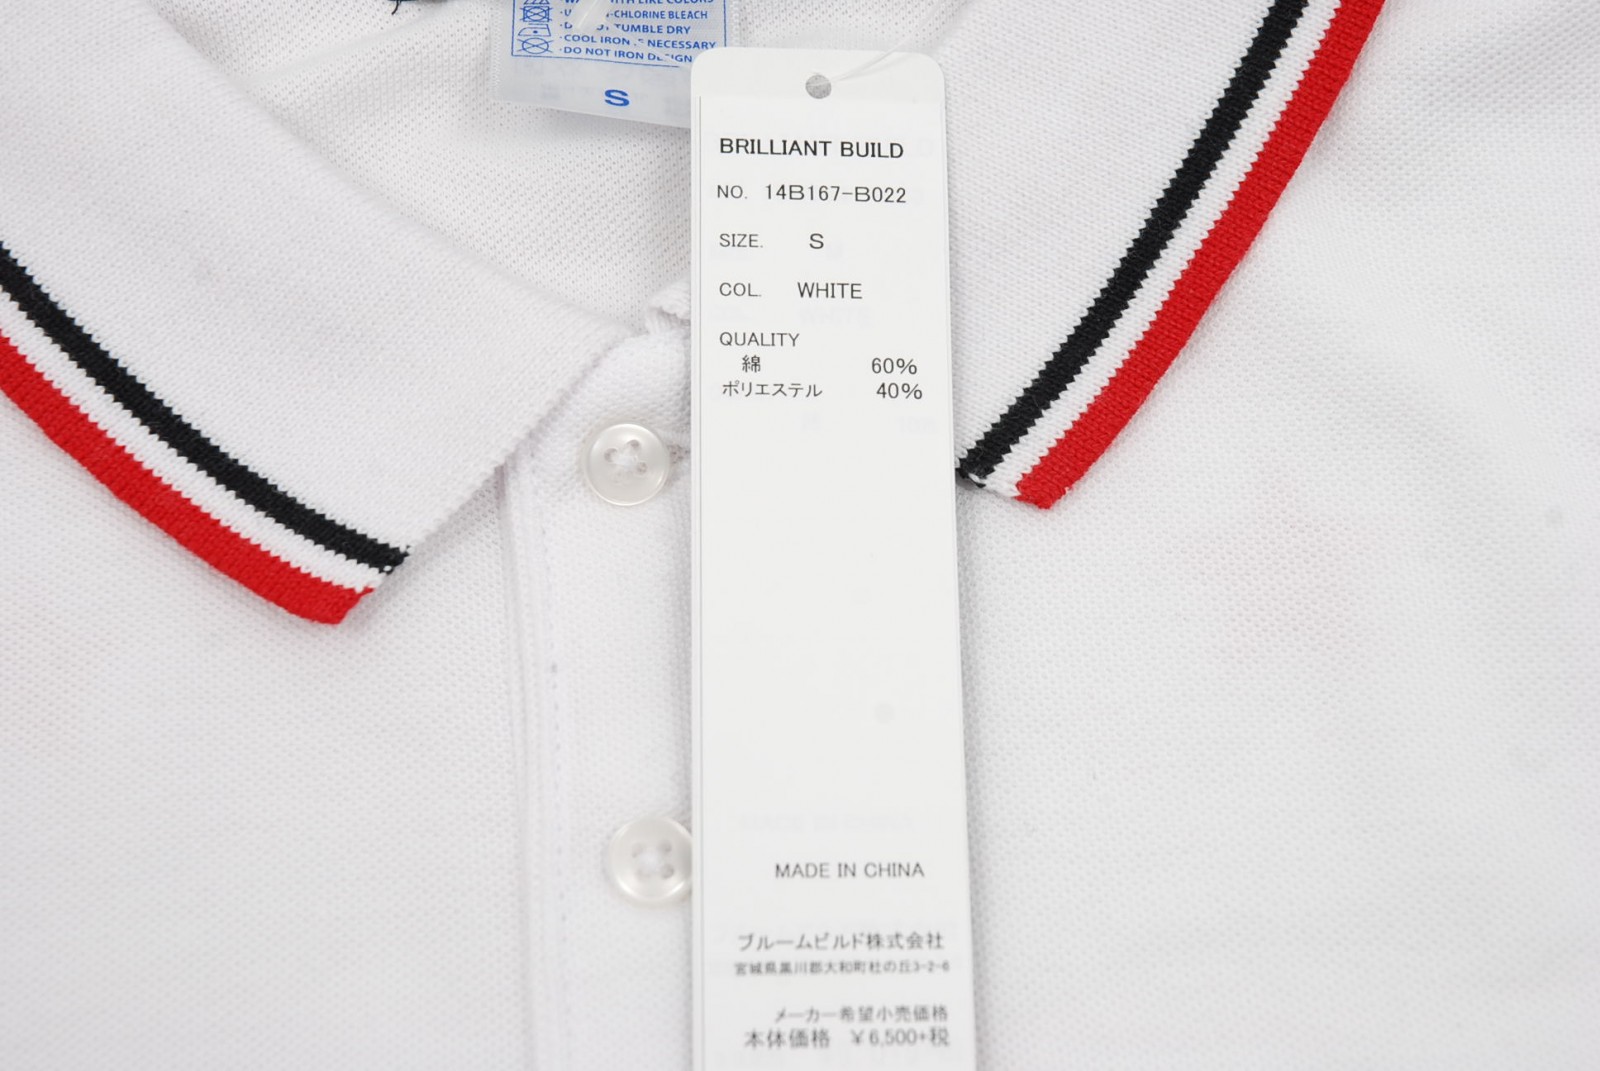 WITH LIKE COLORS
-CHLORINE BLEACH
TUMBLE DRY
·COOL IRON NECESSARY
·DO NOT IRON
S
BRILLIANT BUILD
NO. 14B167-B022
SIZE. S
COL. WHITE
QUALITY
綿 60%
ポリエステル 40%
MADE IN CHINA
ブルームビルド株式会社
宮城県黒川郡大和町杜の丘3-2-6
メーカー希望小売価格
本体価格 ¥6,500+税